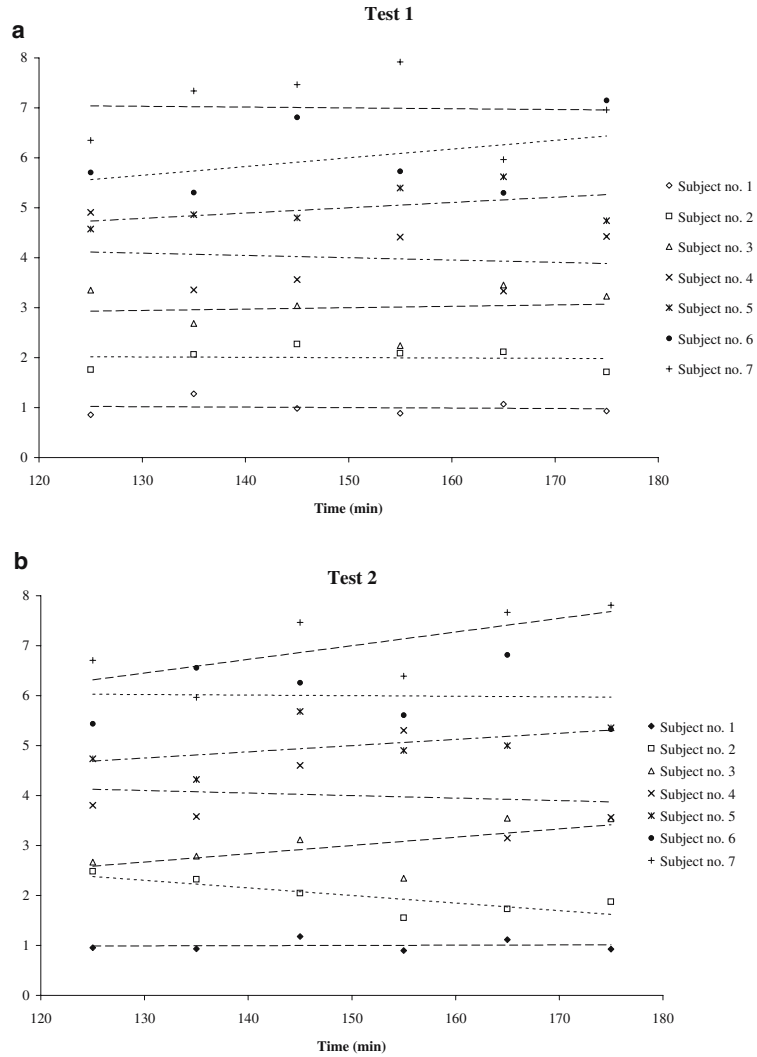 Test 1
a
8
7
6
5
4
3
2
1
0
120 130 140 150 160 170 180
Time (min)
Subject no. 1
Subject no. 2
Subject no. 3
Subject no. 4
Subject no. 5
Subject no. 6
Subject no. 7
b
Test 2
8
7
6
5
4
3
2
1
0
120 130 140 150 160 170 180
Time (min)
Subject no. 1
Subject no. 2
Subject no. 3
Subject no. 4
Subject no. 5
Subject no. 6
Subject no. 7